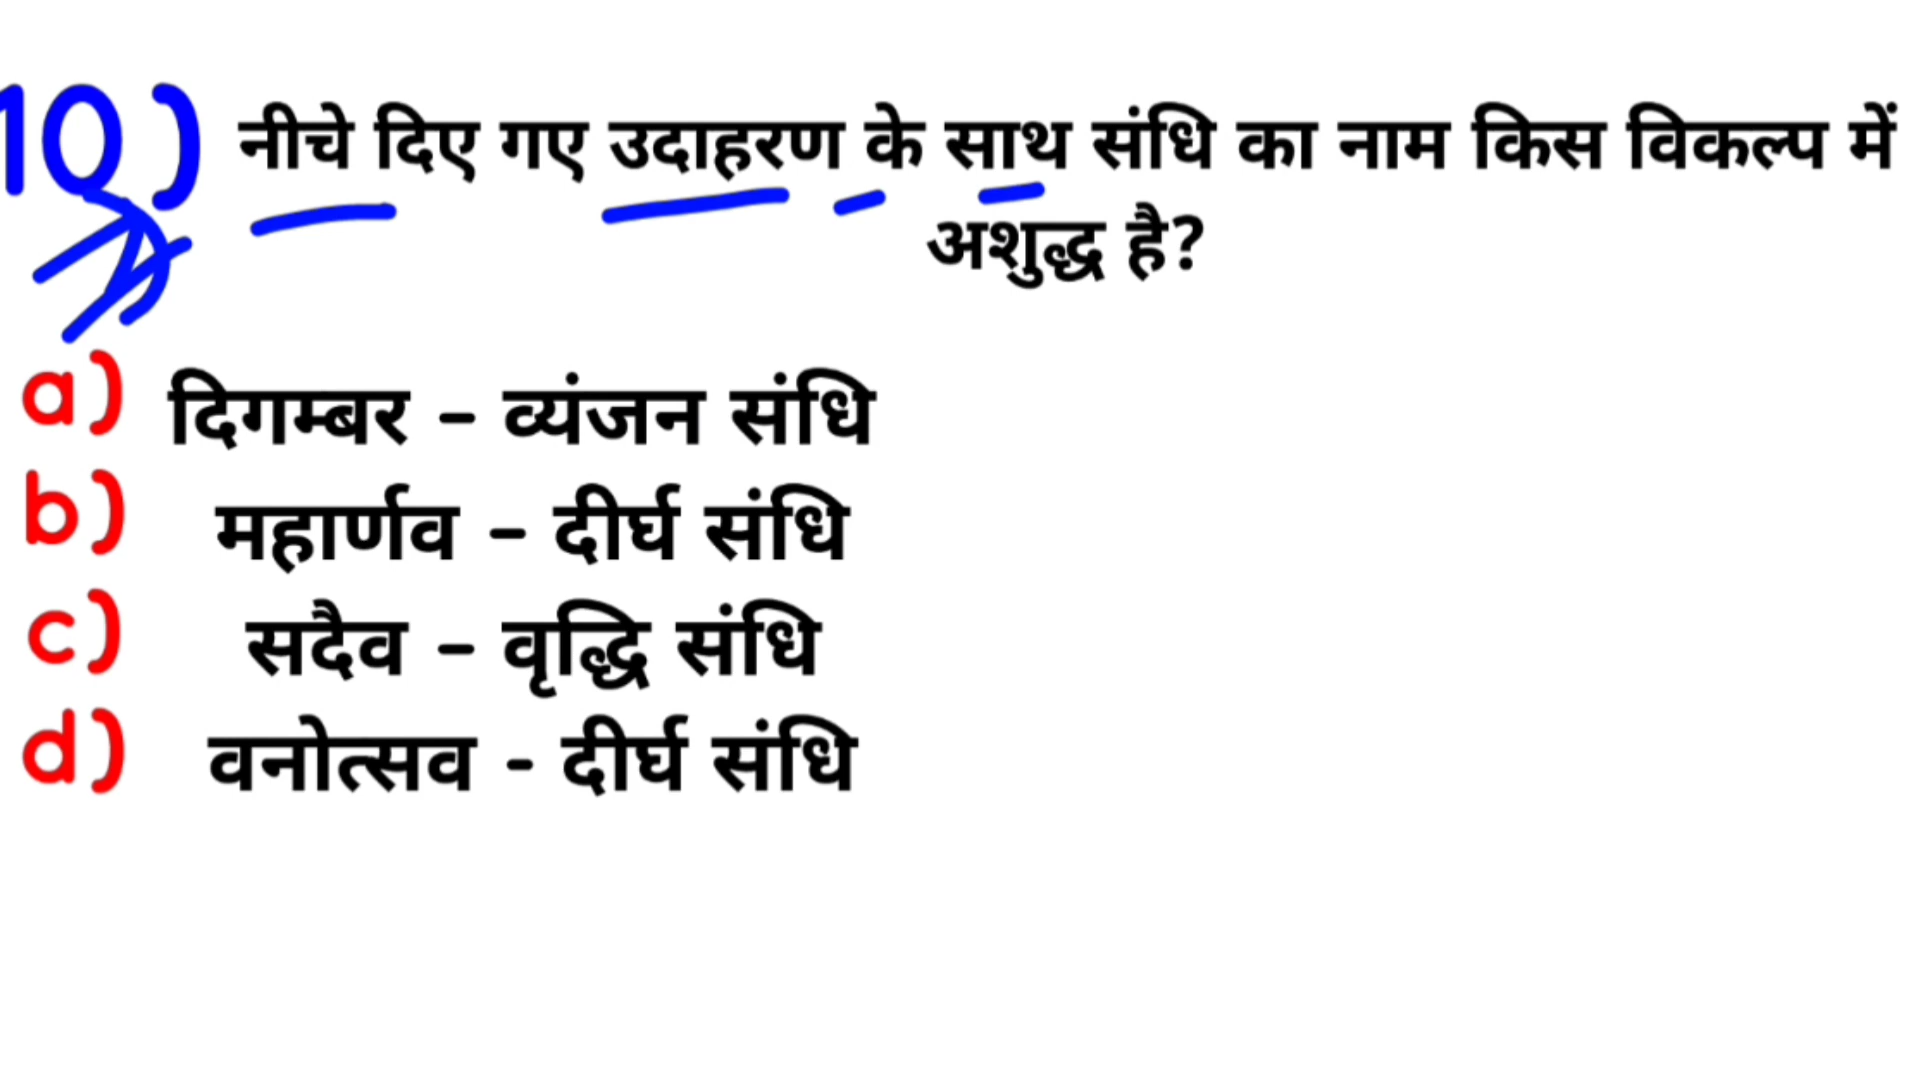 10) नीचे दिए गए उदाहरण के साथ संधि का नाम किस विकल्प में
अशुद्ध है?
a) दिगम्बर – व्यंजन संधि
b) महार्णव – दीर्घ संधि
c) सदैव – वृद्धि संधि
d) वनोत्सव - दीर्घ संधि